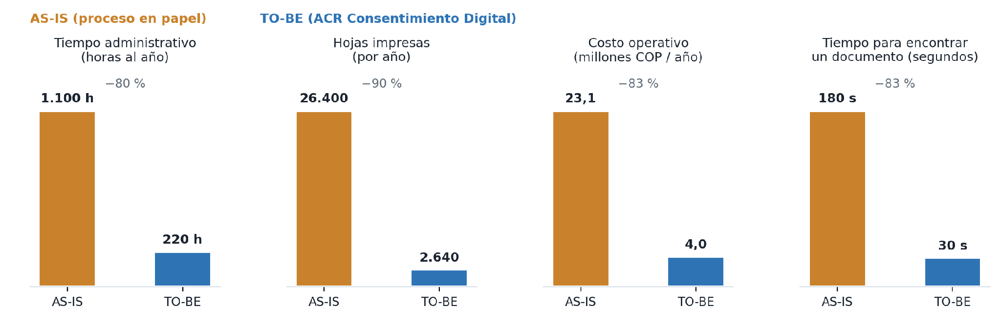 AS-IS (proceso en papel)
TO-BE (ACR Consentimiento Digital)
Tiempo administrativo
(horas al año)
−80 %
1.100 h
220 h
AS-IS
TO-BE
Hojas impresas
(por año)
−90 %
26.400
2.640
AS-IS
TO-BE
Costo operativo
(millones COP / año)
−83 %
23,1
4,0
AS-IS
TO-BE
Tiempo para encontrar
un documento (segundos)
−83 %
180 s
30 s
AS-IS
TO-BE